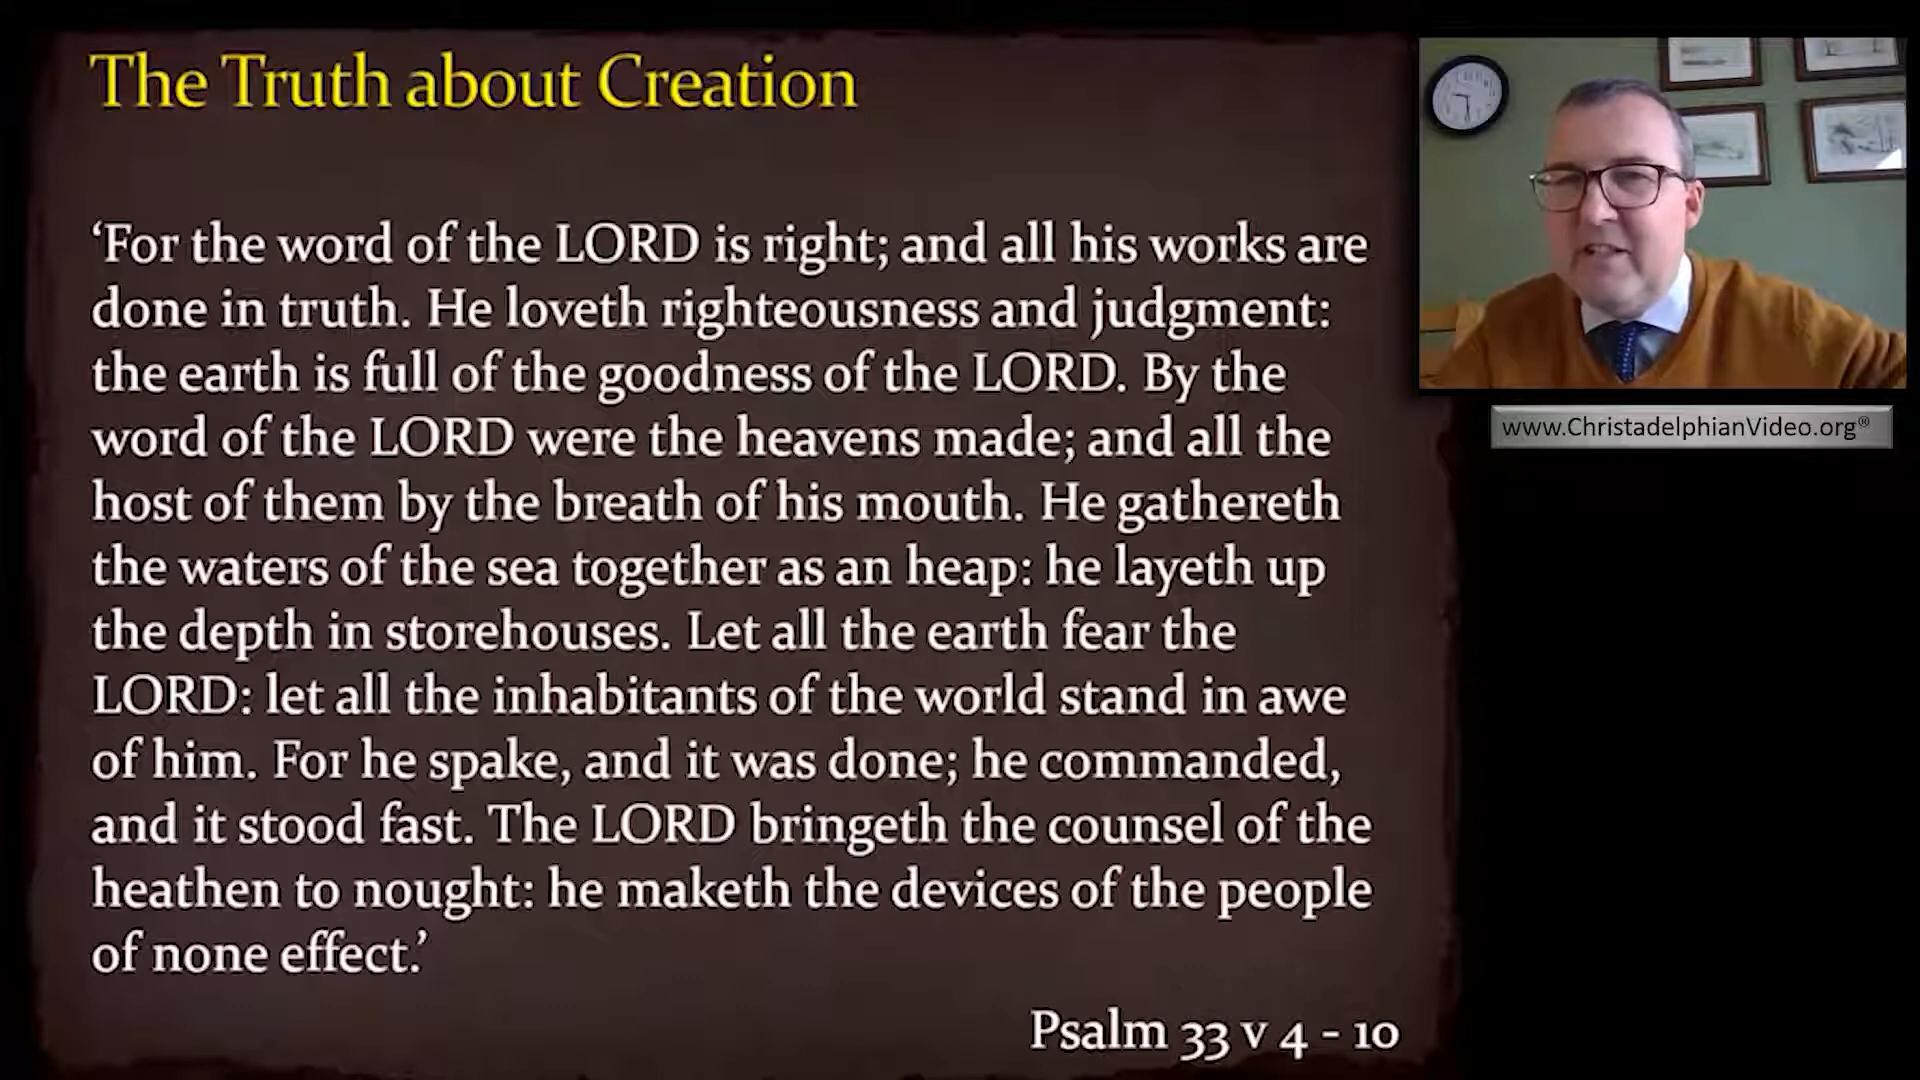 The Truth about Creation
‘For the word of the LORD is right; and all his works are
done in truth. He loveth righteousness and judgment:
the earth is full of the goodness of the LORD. By the
word of the LORD were the heavens made; and all the
host of them by the breath of his mouth. He gathereth
the waters of the sea together as an heap: he layeth up
the depth in storehouses. Let all the earth fear the
LORD: let all the inhabitants of the world stand in awe
of him. For he spake, and it was done; he commanded,
and it stood fast. The LORD bringeth the counsel of the
heathen to nought: he maketh the devices of the people
of none effect.’
Psalm 33 v 4 - 10
www.ChristadelphianVideo.org®